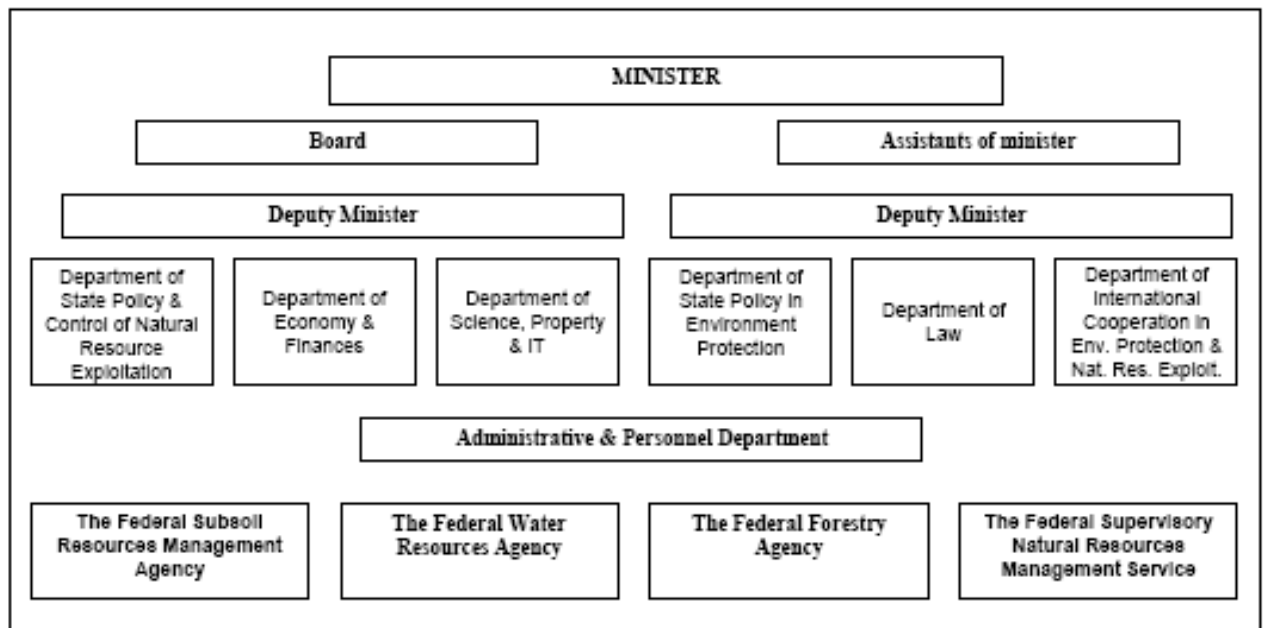 MINISTER
Board
Assistants of minister
Deputy Minister
Deputy Minister
Department of
State Policy &
Control of Natural
Resource
Exploitation
Department of
Economy &
Finances
Department of
Science, Property
& IT
Department of
State Policy in
Environment
Protection
Department of
Law
Department of
International
Cooperation in
Env. Protection &
Nat. Res. Exploit.
Administrative & Personnel Department
The Federal Subsoil
Resources Management
Agency
The Federal Water
Resources Agency
The Federal Forestry
Agency
The Federal Supervisory
Natural Resources
Management Service